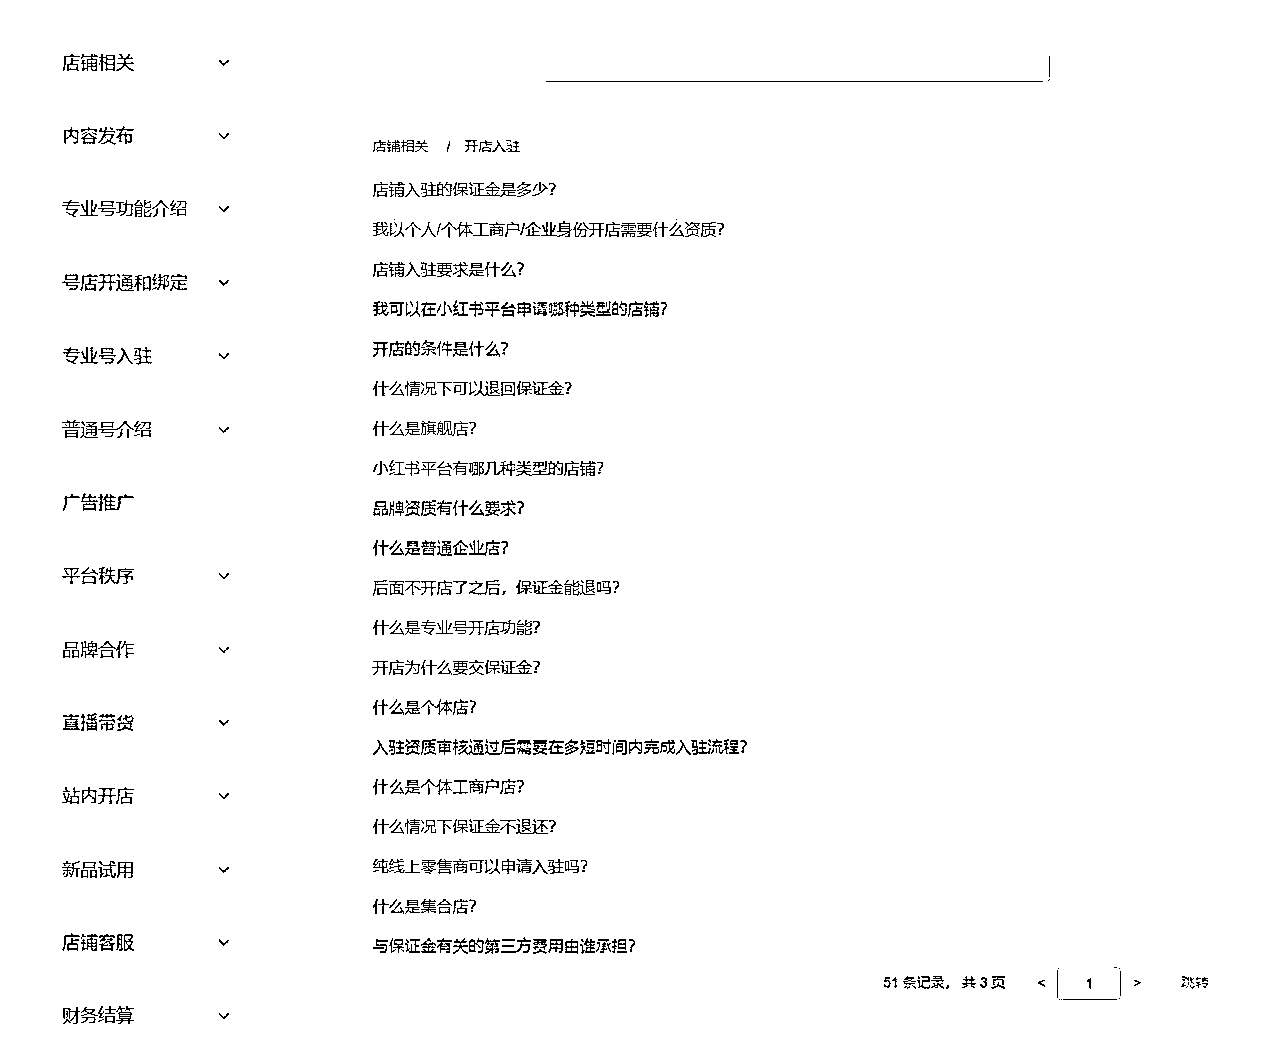 店铺相关
内容发布
专业号功能介绍
号店开通和绑定
专业号入驻
普通号介绍
广告推广
平台秩序
品牌合作
直播带货
站内开店
新品试用
店铺客服
财务结算
店铺相关 / 开店入驻
店铺入驻的保证金是多少?
我以个人/个体工商户/企业身份开店需要什么资质?
店铺入驻要求是什么?
我可以在小红书平台申请哪种类型的店铺?
开店的条件是什么?
什么情况下可以退回保证金?
什么是旗舰店?
小红书平台有哪几种类型的店铺?
品牌资质有什么要求?
什么是普通企业店?
后面不开店了之后，保证金能退吗?
什么是专业号开店功能?
开店为什么要交保证金?
什么是个体店?
入驻资质审核通过后需要在多短时间内完成入驻流程?
什么是个体工商户店?
什么情况下保证金不退还?
纯线上零售商可以申请入驻吗?
什么是集合店?
与保证金有关的第三方费用由谁承担?
51 条记录，共 3 页 < 1 > 跳转